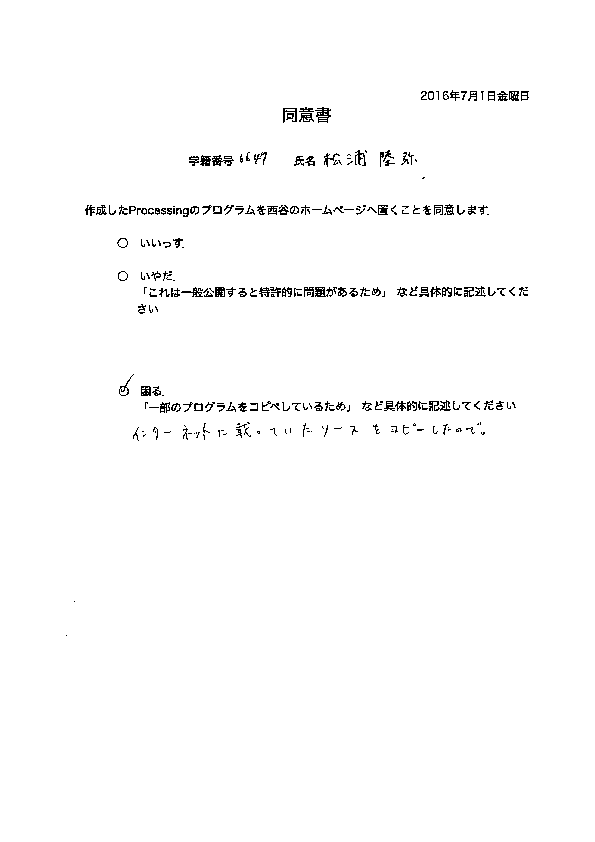 2016年7月1日金曜日
同意書
学籍番号 6647 氏名 松浦 陸弥
作成したProcessingのプログラムを西谷のホームページへ置くことを同意します.
○ いいっす.
○ いやだ.
「これは一般公開すると特許的に問題があるため」 など具体的に記述してくだ
さい
○ 困る.
「一部のプログラムをコピペしているため」 など具体的に記述してください
インターネットに載っていたソースをコピーしたので。